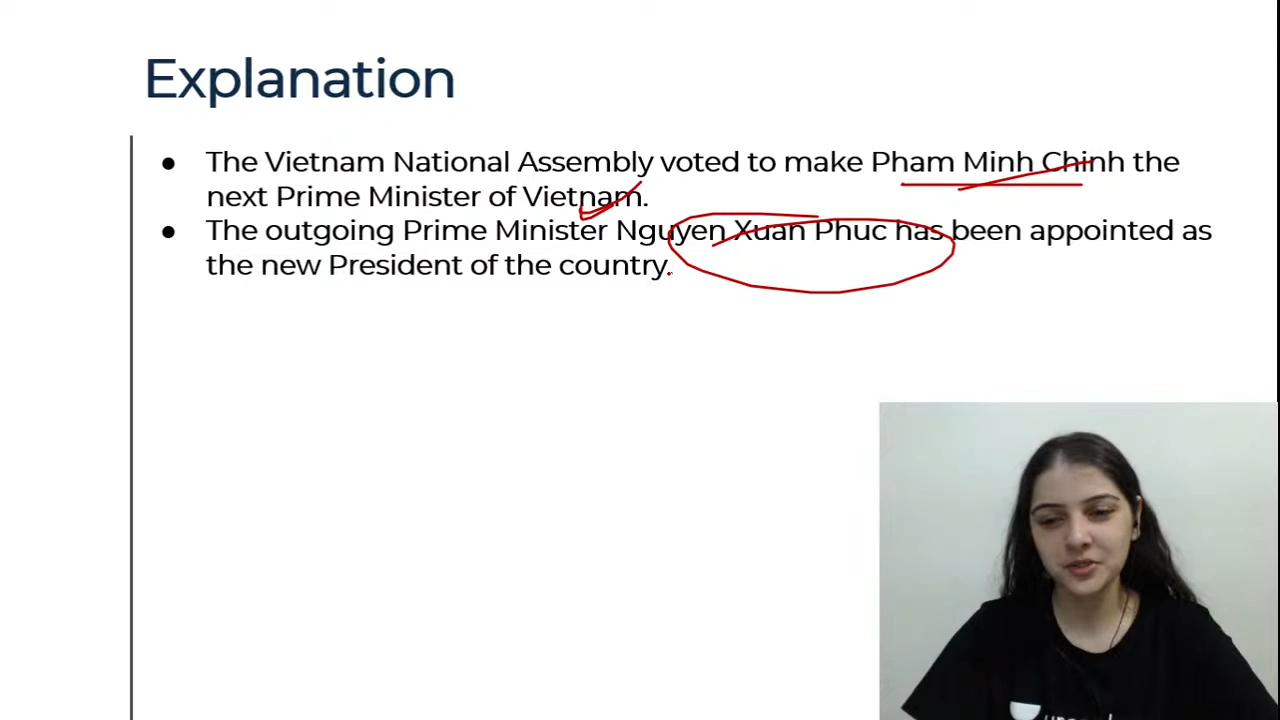 Explanation
● The Vietnam National Assembly voted to make Pham Minh Chinh the
next Prime Minister of Vietnam.
● The outgoing Prime Minister Nguyen Xuan Phuc has been appointed as
the new President of the country.